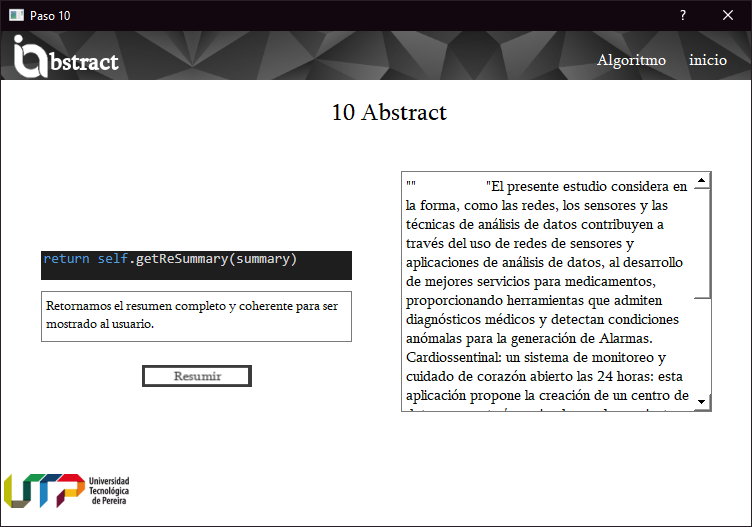 Paso 10
?
iabstract
Algoritmo inicio
10 Abstract
return self.getReSummary(summary)
Retornamos el resumen completo y coherente para ser
mostrado al usuario.
Resumir
"" "El presente estudio considera en
la forma, como las redes, los sensores y las
técnicas de análisis de datos contribuyen a
través del uso de redes de sensores y
aplicaciones de análisis de datos, al desarrollo
de mejores servicios para medicamentos,
proporcionando herramientas que admiten
diagnósticos médicos y detectan condiciones
anómalas para la generación de Alarmas.
Cardiossentinal: un sistema de monitoreo y
cuidado de corazón abierto las 24 horas: esta
aplicación propone la creación de un centro de
UTP
Universidad
Tecnológica
de Pereira